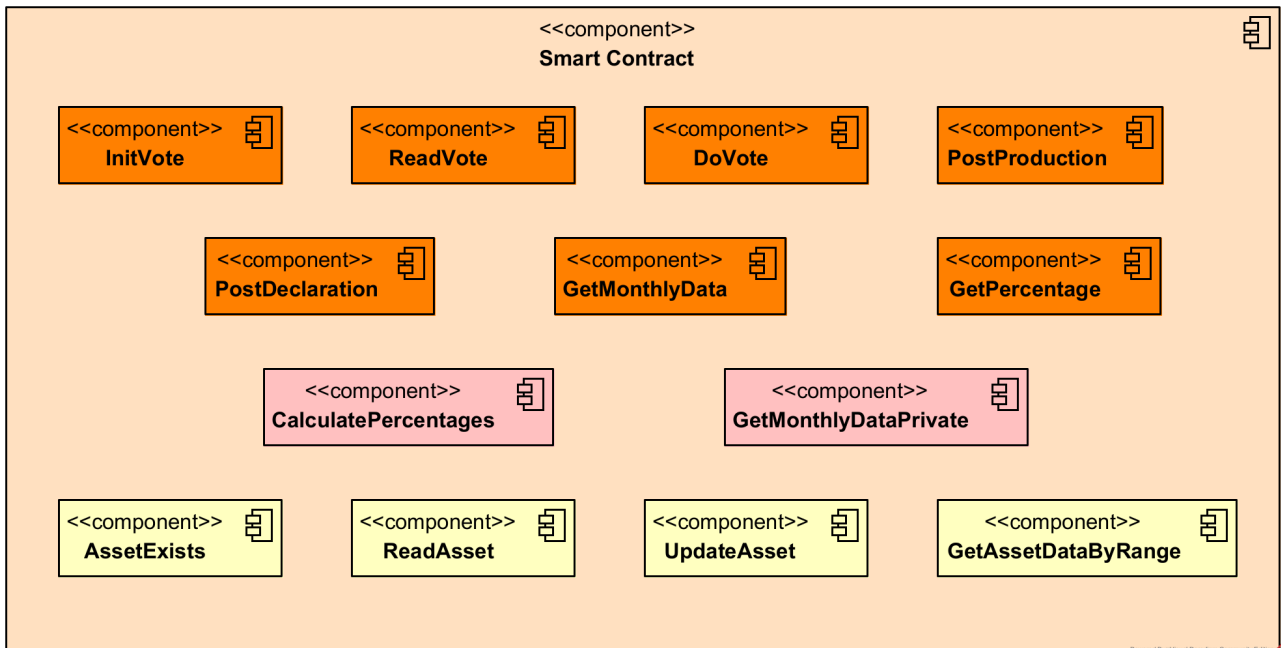 <<component>>
Smart Contract
<<component>>
InitVote
<<component>>
ReadVote
<<component>>
DoVote
<<component>>
PostProduction
<<component>>
PostDeclaration
<<component>>
GetMonthlyData
<<component>>
GetPercentage
<<component>>
CalculatePercentages
<<component>>
GetMonthlyDataPrivate
<<component>>
AssetExists
<<component>>
ReadAsset
<<component>>
UpdateAsset
<<component>>
GetAssetDataByRange